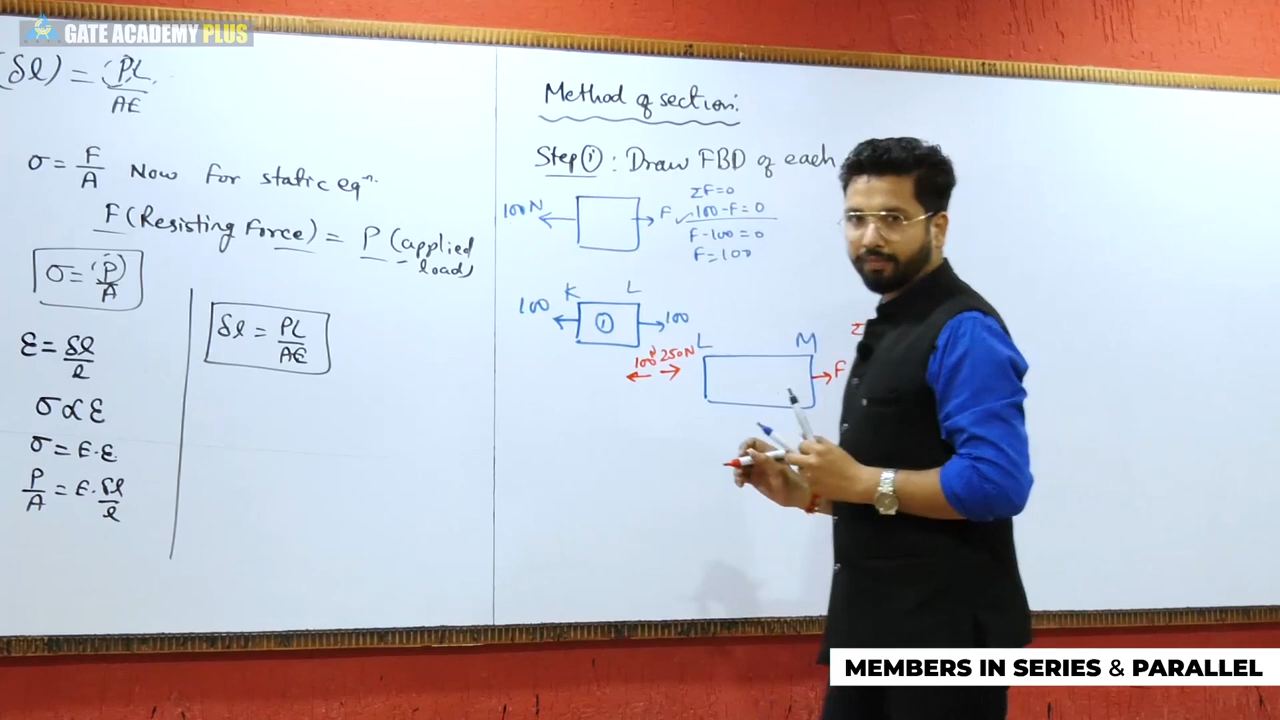 GATE ACADEMY PLUS
(δl) = PL/AE
σ = F/A Now for static eqⁿ.
F (Resisting Force) = P (applied load)
σ = P/A
ε = δl/l
σ ∝ ε
σ = E·ε
P/A = E·δl/l
δl = PL/AE
Method of section:
Step ①: Draw FBD of each
100N
F
ΣF=0
-100-F=0
F-100=0
F=100
K L
100 ① 100
L M
100N 250N
F
Σ
MEMBERS IN SERIES & PARALLEL